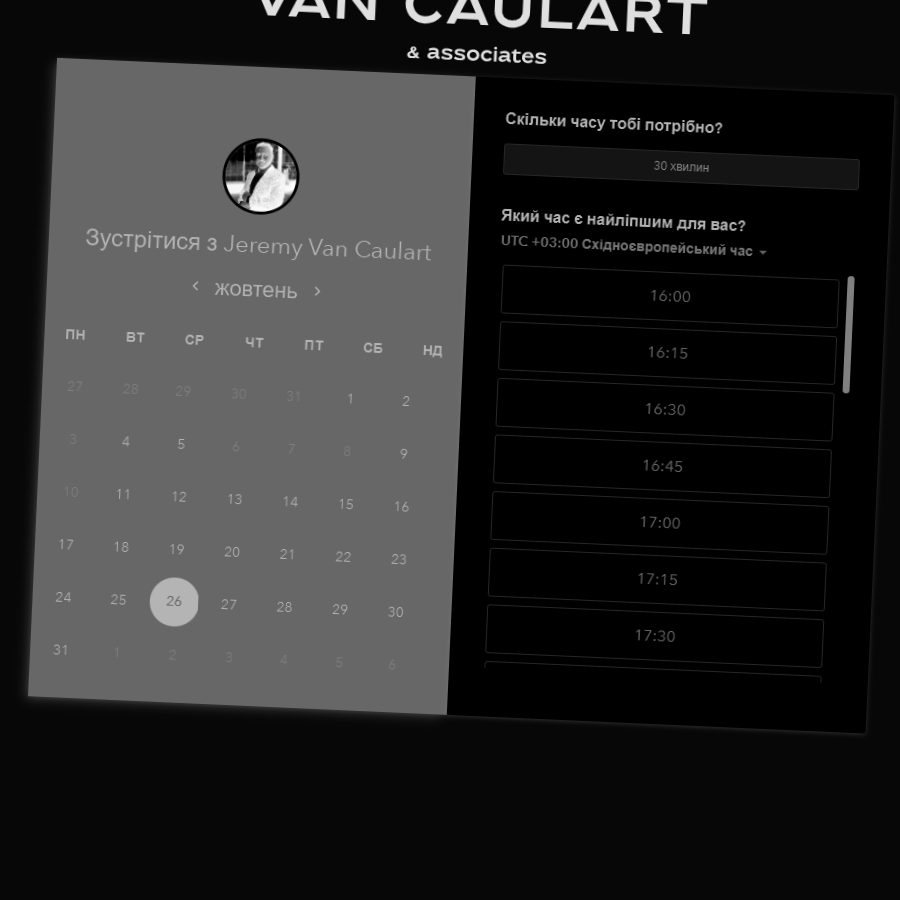 VAN CAULART
& associates
Зустрітися з Jeremy Van Caulart
жовтень
ПН ВТ СР ЧТ ПТ СБ НД
27 28 29 30 31 1 2
3 4 5 6 7 8 9
10 11 12 13 14 15 16
17 18 19 20 21 22 23
24 25 26 27 28 29 30
31 1 2 3 4 5 6
Скільки часу тобі потрібно?
30 хвилин
Який час є найліпшим для вас?
UTC +03:00 Східноєвропейський час
16:00
16:15
16:30
16:45
17:00
17:15
17:30